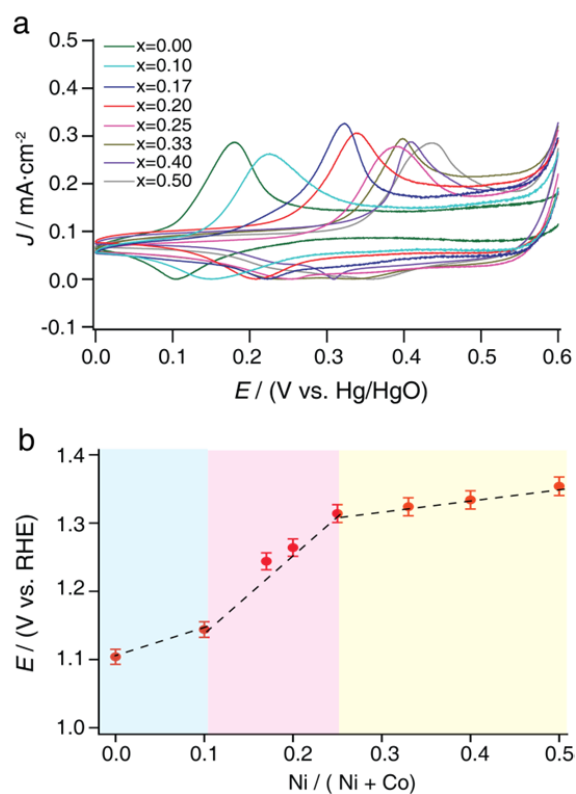 a
0.5
0.4
0.3
0.2
0.1
0.0
-0.1
J / mA·cm⁻²
x=0.00
x=0.10
x=0.17
x=0.20
x=0.25
x=0.33
x=0.40
x=0.50
0.0 0.1 0.2 0.3 0.4 0.5 0.6
E / (V vs. Hg/HgO)
b
1.4
1.3
1.2
1.1
1.0
E / (V vs. RHE)
0.0 0.1 0.2 0.3 0.4 0.5
Ni / ( Ni + Co)